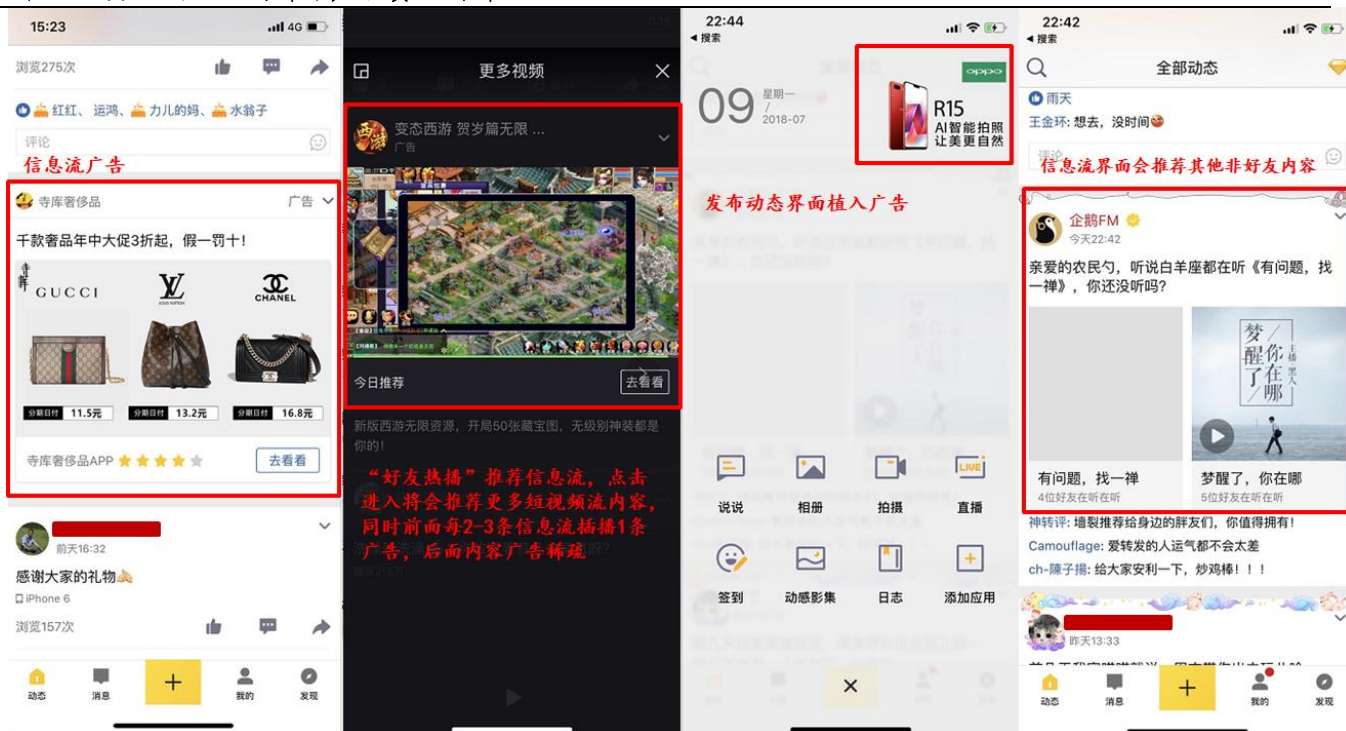 15:23
4G
浏览275次
红红、运鸿、力儿的妈、水翁子
评论
信息流广告
寺库奢侈品
广告
千款奢品年中大促3折起，假一罚十！
GUCCI
LOUIS VUITTON
CHANEL
分期日付 11.5元
分期日付 13.2元
分期日付 16.8元
寺库奢侈品APP
去看看
前天16:32
感谢大家的礼物
iPhone 6
浏览157次
动态
消息
我的
发现
更多视频
变态西游 贺岁篇无限 ...
广告
今日推荐
去看看
新版西游无限资源，开局50张藏宝图，无级别神装都是
你的!
“好友热播”推荐信息流，点击
进入将会推荐更多短视频流内容，
同时前面每2-3条信息流插播1条
广告，后面内容广告稀疏
22:44
搜索
09
星期一
/
2018-07
oppo
R15
AI智能拍照
让美更自然
发布动态界面植入广告
说说
相册
拍摄
LIVE
直播
签到
动感影集
日志
添加应用
22:42
搜索
全部动态
雨天
王金环: 想去，没时间
评论
信息流界面会推荐其他非好友内容
企鹅FM
今天22:42
亲爱的农民勺，听说白羊座都在听《有问题，找
一禅》，你还没听吗？
梦醒了
你在哪
主播 黑人
有问题，找一禅
4位好友在听在听
梦醒了，你在哪
5位好友在听在听
神转评: 墙裂推荐给身边的胖友们，你值得拥有!
Camouflage: 爱转发的人运气都不会太差
ch-陳子揚: 给大家安利一下，炒鸡棒！！！
昨天13:33
动态
消息
我的
发现